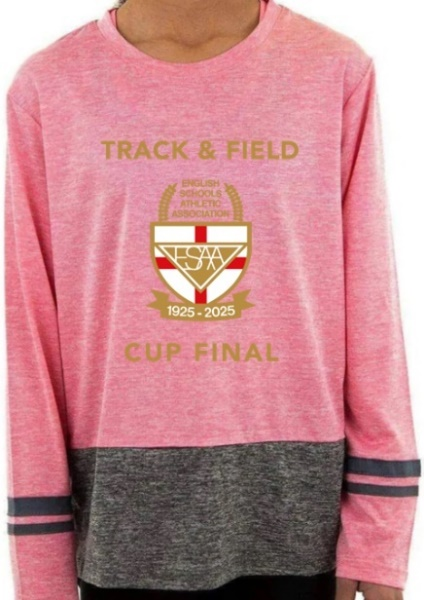 TRACK & FIELD
ENGLISH
SCHOOLS
ATHLETIC
ASSOCIATION
ESAA
1925 - 2025
CUP FINAL